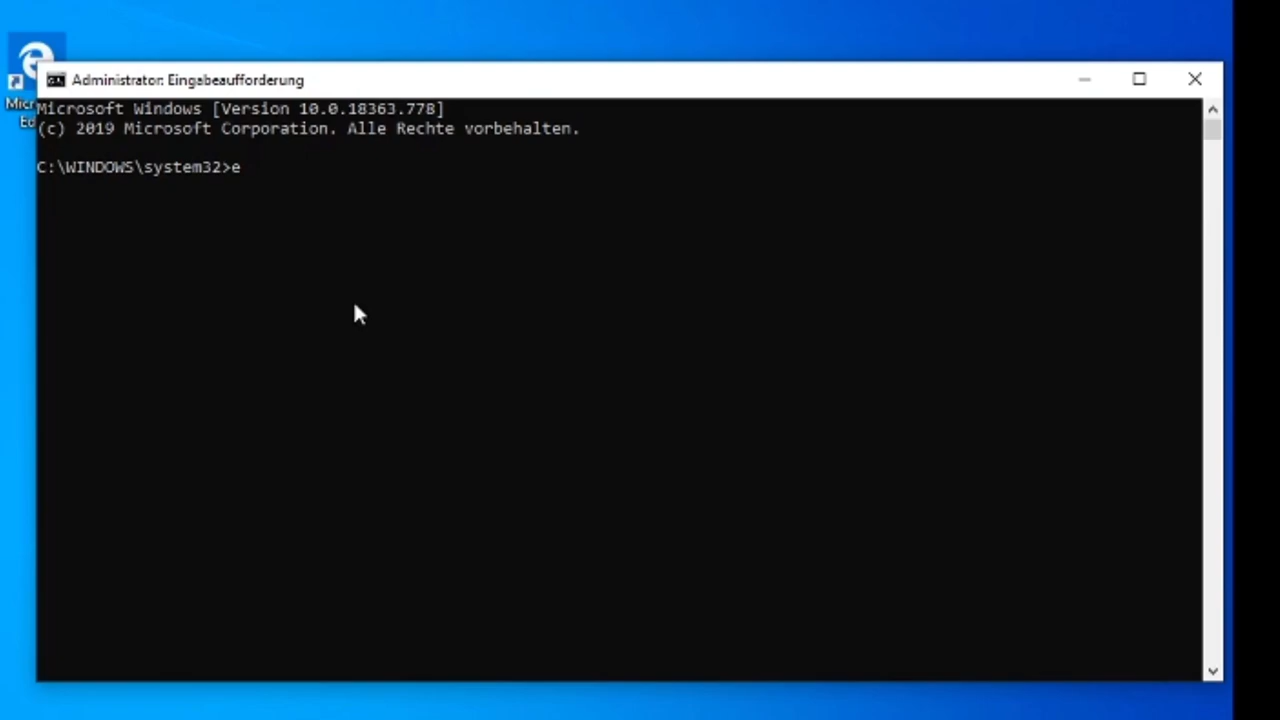 Administrator: Eingabeaufforderung
Microsoft Windows [Version 10.0.18363.778]
(c) 2019 Microsoft Corporation. Alle Rechte vorbehalten.
C:\WINDOWS\system32>e